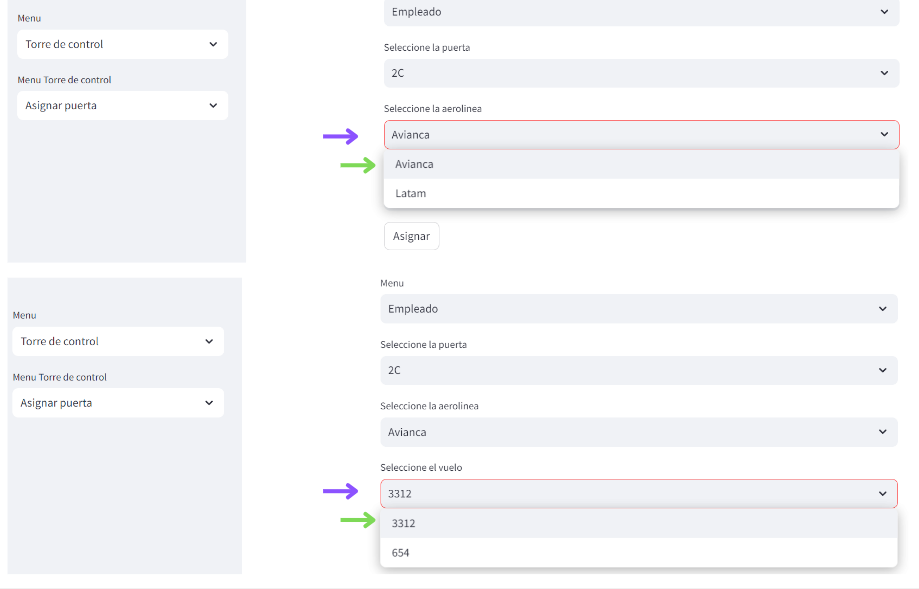 Menu
Torre de control
Menu Torre de control
Asignar puerta
Empleado
Seleccione la puerta
2C
Seleccione la aerolinea
Avianca
Avianca
Latam
Asignar
Menu
Torre de control
Menu Torre de control
Asignar puerta
Menu
Empleado
Seleccione la puerta
2C
Seleccione la aerolinea
Avianca
Seleccione el vuelo
3312
3312
654